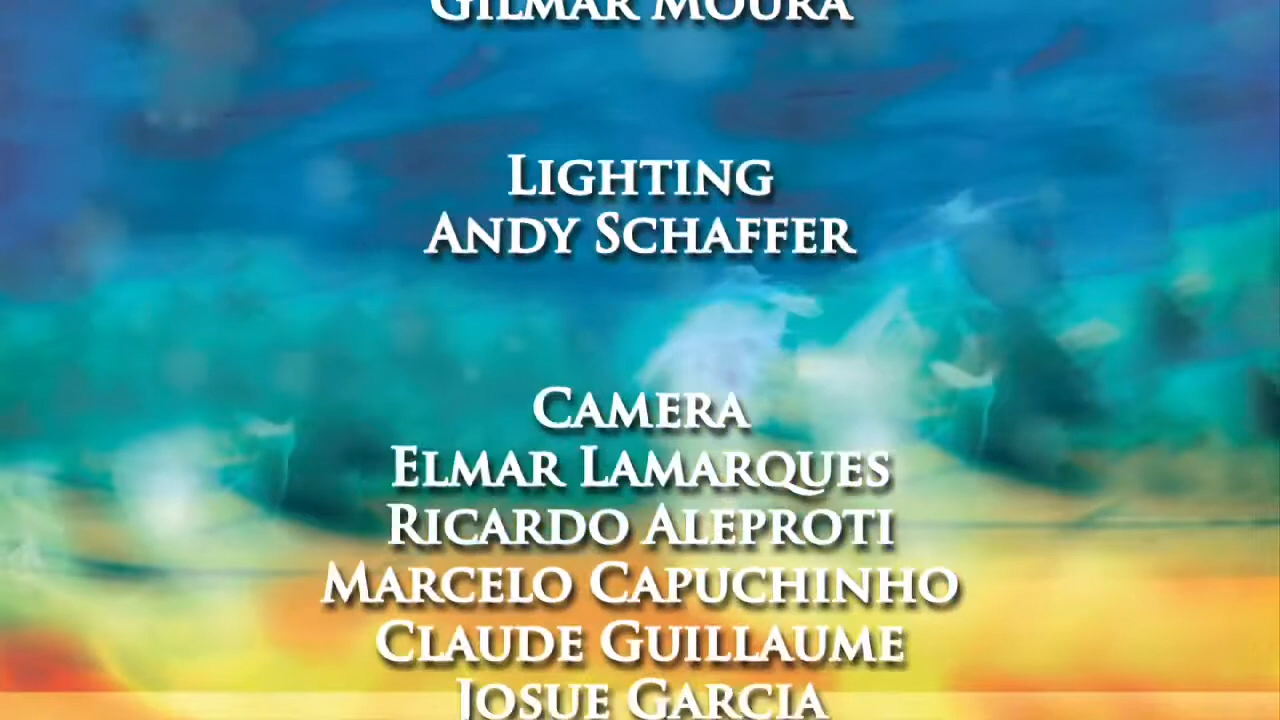 GILMAR MOURA
LIGHTING
ANDY SCHAFFER
CAMERA
ELMAR LAMARQUES
RICARDO ALEPROTI
MARCELO CAPUCHINHO
CLAUDE GUILLAUME
JOSUE GARCIA